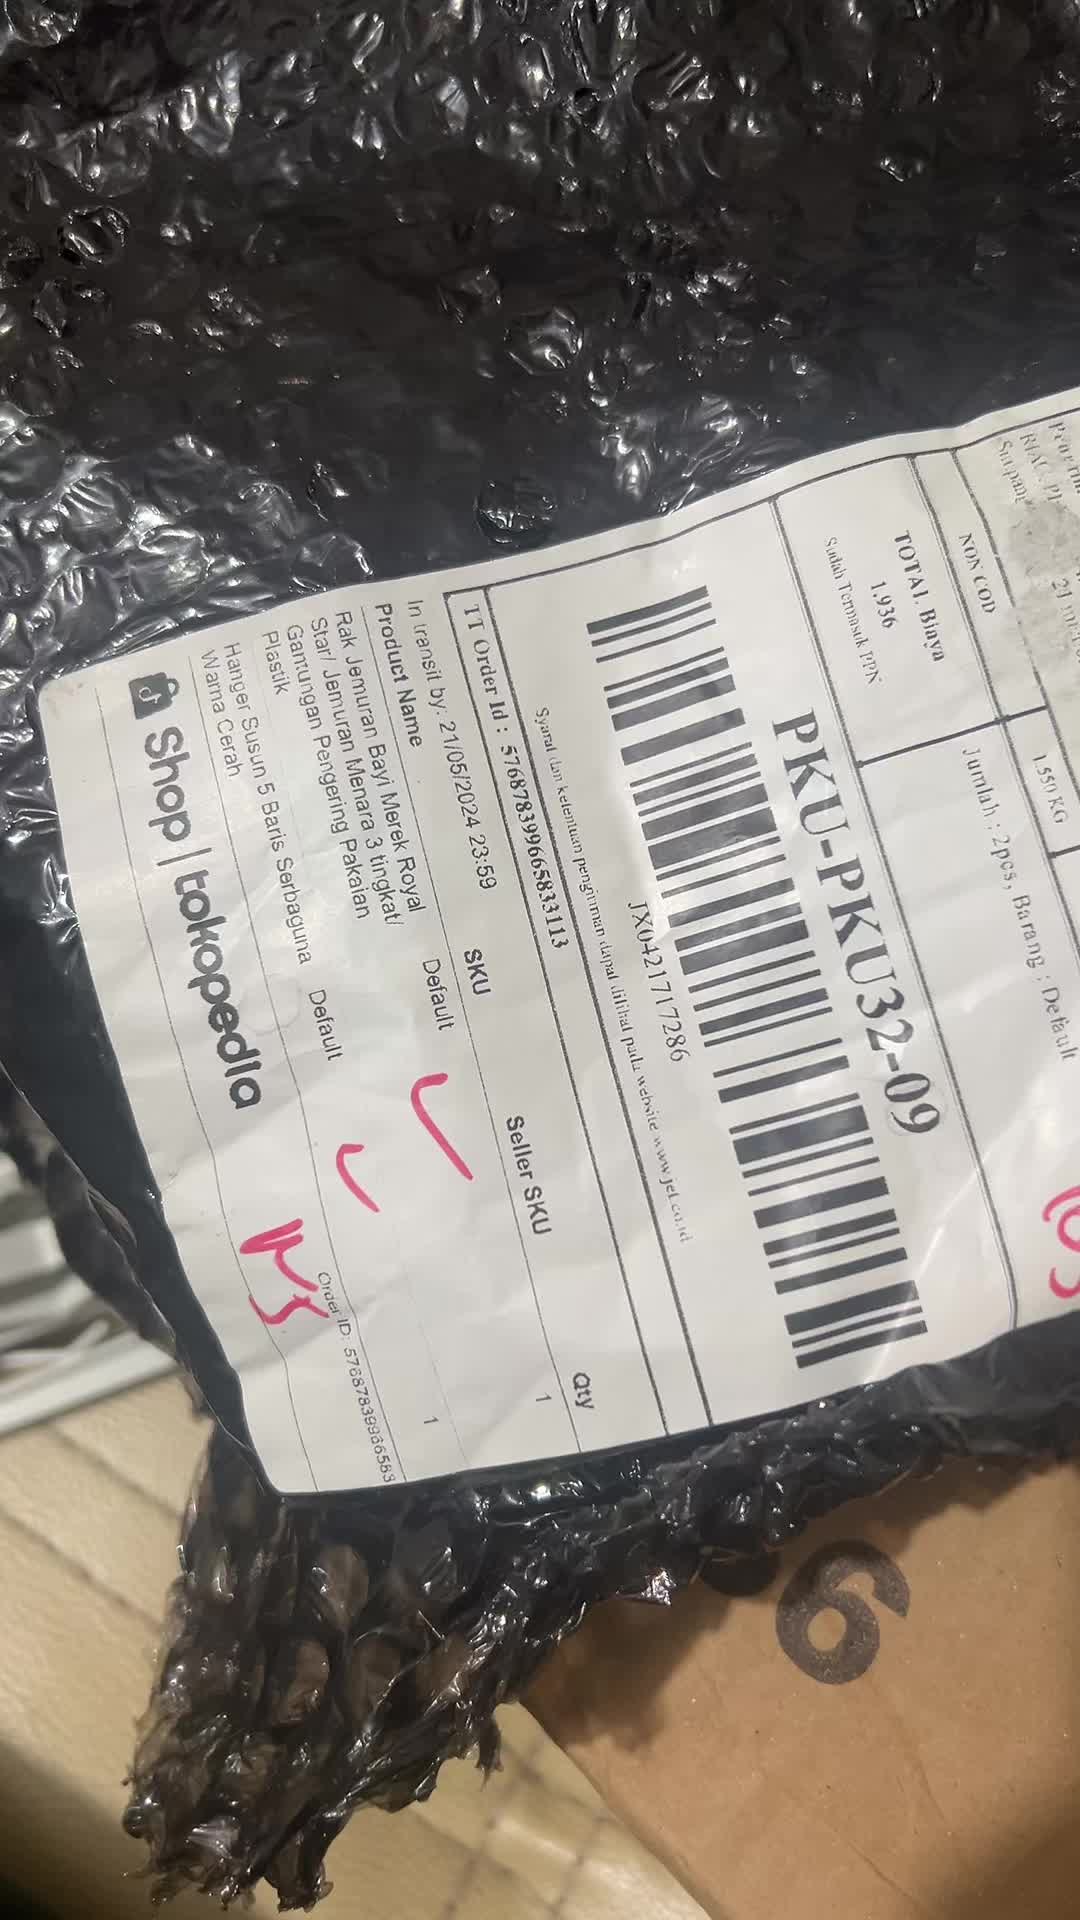 1.550 KG
NON COD
Jumlah : 2pcs, Barang : Default
TOTAL Biaya
1,936
Sudah Termasuk PPN
PKU-PKU32-09
JX0421717286
Syarat dan ketentuan pengiriman dapat dilihat pada website www.jet.co.id
TT Order Id : 576878399665833113
In transit by: 21/05/2024 23:59
Product Name SKU Seller SKU Qty
Rak Jemuran Bayi Merek Royal Default 1
Star/ Jemuran Menara 3 tingkat/
Gantungan Pengering Pakaian
Plastik
Hanger Susun 5 Baris Serbaguna Default 1
Warna Cerah
Order ID: 57687839966583
Shop | tokopedia
6